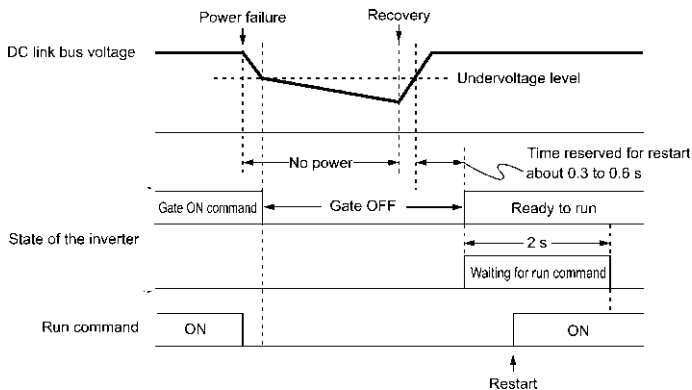 Power failure
Recovery
DC link bus voltage
Undervoltage level
No power
Time reserved for restart
about 0.3 to 0.6 s
Gate ON command
Gate OFF
Ready to run
State of the inverter
2 s
Waiting for run command
Run command
ON
ON
Restart